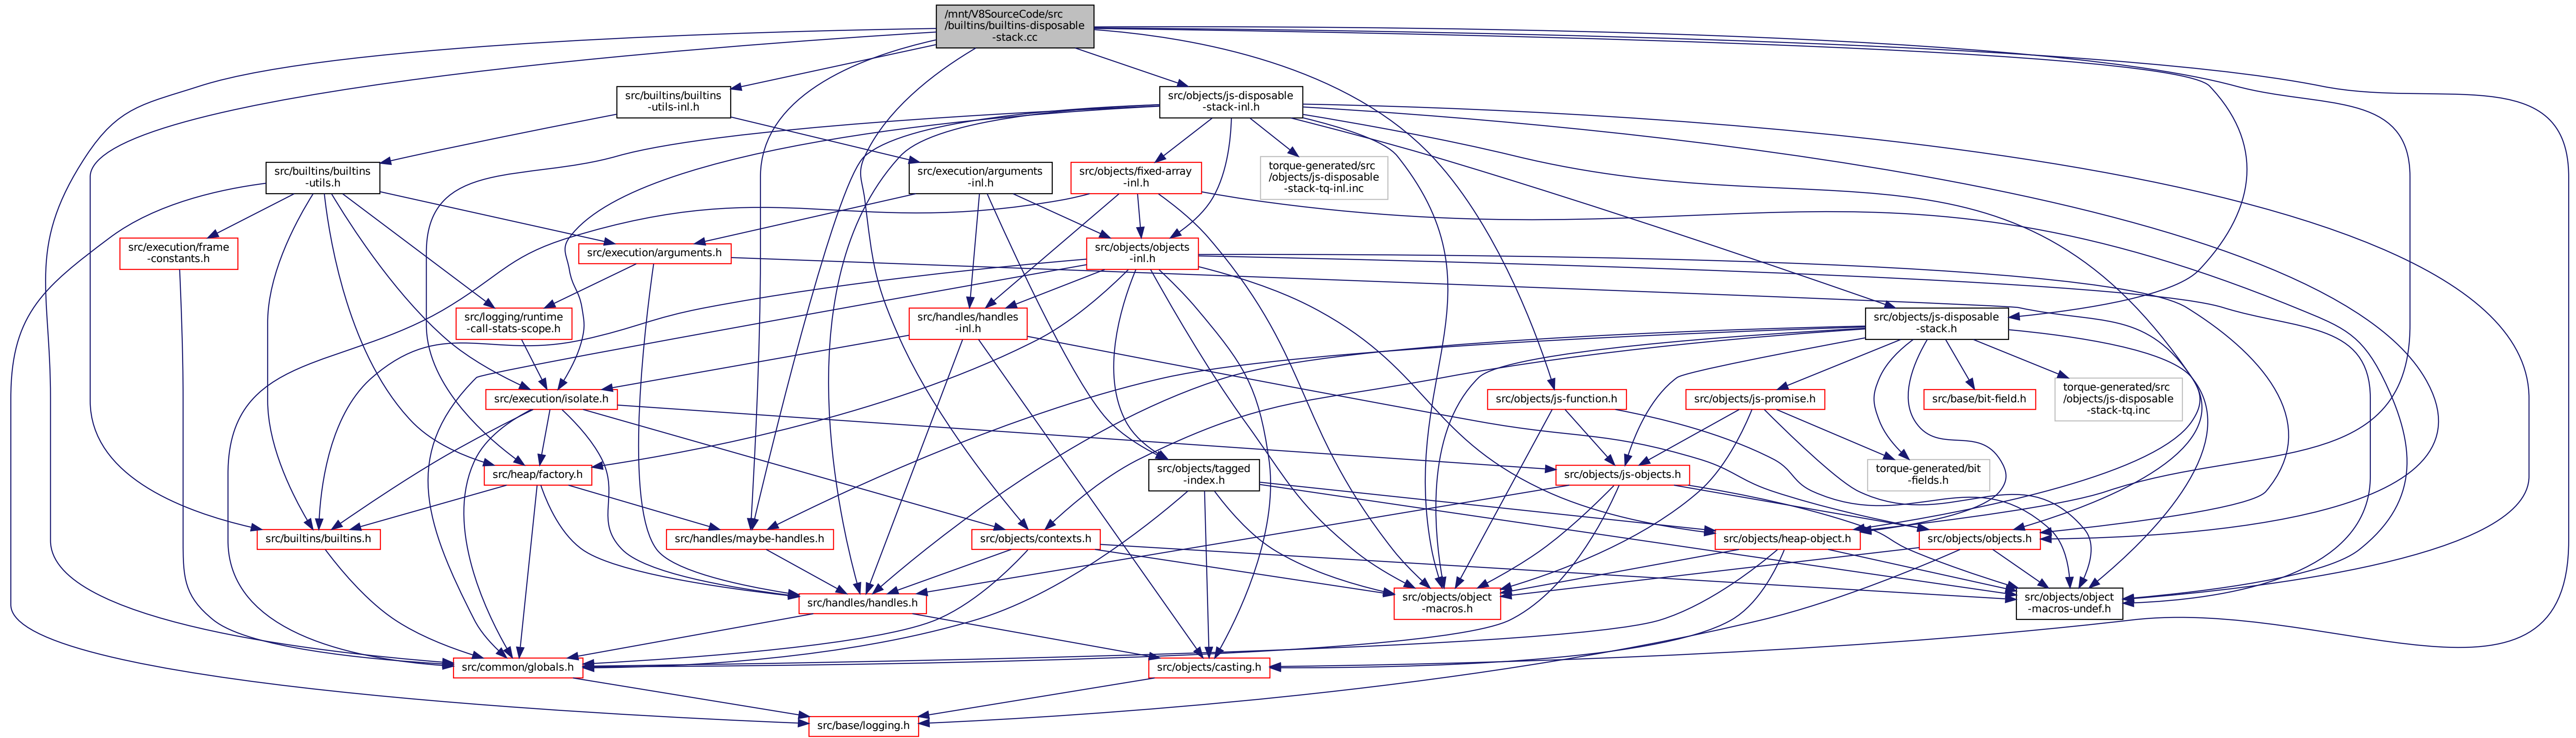 /mnt/V8SourceCode/src
/builtins/builtins-disposable
-stack.cc
src/builtins/builtins
-utils-inl.h
src/objects/js-disposable
-stack-inl.h
src/builtins/builtins
-utils.h
src/execution/arguments
-inl.h
src/objects/fixed-array
-inl.h
torque-generated/src
/objects/js-disposable
-stack-tq-inl.inc
src/execution/frame
-constants.h
src/execution/arguments.h
src/objects/objects
-inl.h
src/logging/runtime
-call-stats-scope.h
src/handles/handles
-inl.h
src/objects/js-disposable
-stack.h
src/execution/isolate.h
src/objects/js-function.h
src/objects/js-promise.h
src/base/bit-field.h
torque-generated/src
/objects/js-disposable
-stack-tq.inc
src/heap/factory.h
src/objects/tagged
-index.h
src/objects/js-objects.h
torque-generated/bit
-fields.h
src/builtins/builtins.h
src/handles/maybe-handles.h
src/objects/contexts.h
src/objects/heap-object.h
src/objects/objects.h
src/handles/handles.h
src/objects/object
-macros.h
src/objects/object
-macros-undef.h
src/common/globals.h
src/objects/casting.h
src/base/logging.h